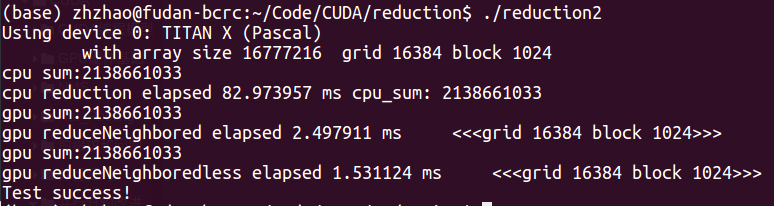 (base) zhzhao@fudan-bcrc:~/Code/CUDA/reduction$ ./reduction2
Using device 0: TITAN X (Pascal)
        with array size 16777216  grid 16384 block 1024
cpu sum:2138661033
cpu reduction elapsed 82.973957 ms cpu_sum: 2138661033
gpu sum:2138661033
gpu reduceNeighbored elapsed 2.497911 ms     <<<grid 16384 block 1024>>>
gpu sum:2138661033
gpu reduceNeighboredless elapsed 1.531124 ms     <<<grid 16384 block 1024>>>
Test success!